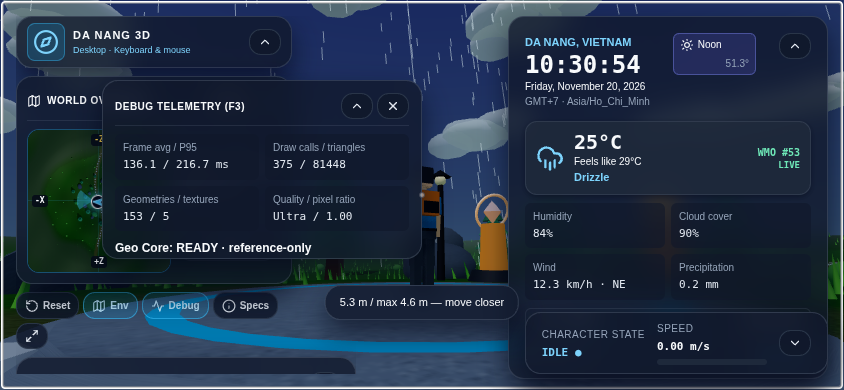 DA NANG 3D
Desktop · Keyboard & mouse
WORLD OV
-Z
-X
+Z
DEBUG TELEMETRY (F3)
Frame avg / P95
136.1 / 216.7 ms
Draw calls / triangles
375 / 81448
Geometries / textures
153 / 5
Quality / pixel ratio
Ultra / 1.00
Geo Core: READY · reference-only
Reset
Env
Debug
Specs
5.3 m / max 4.6 m — move closer
DA NANG, VIETNAM
10:30:54
Friday, November 20, 2026
GMT+7 · Asia/Ho_Chi_Minh
Noon
51.3°
25°C
Feels like 29°C
Drizzle
WMO #53
LIVE
Humidity
84%
Cloud cover
90%
Wind
12.3 km/h · NE
Precipitation
0.2 mm
CHARACTER STATE
IDLE
SPEED
0.00 m/s